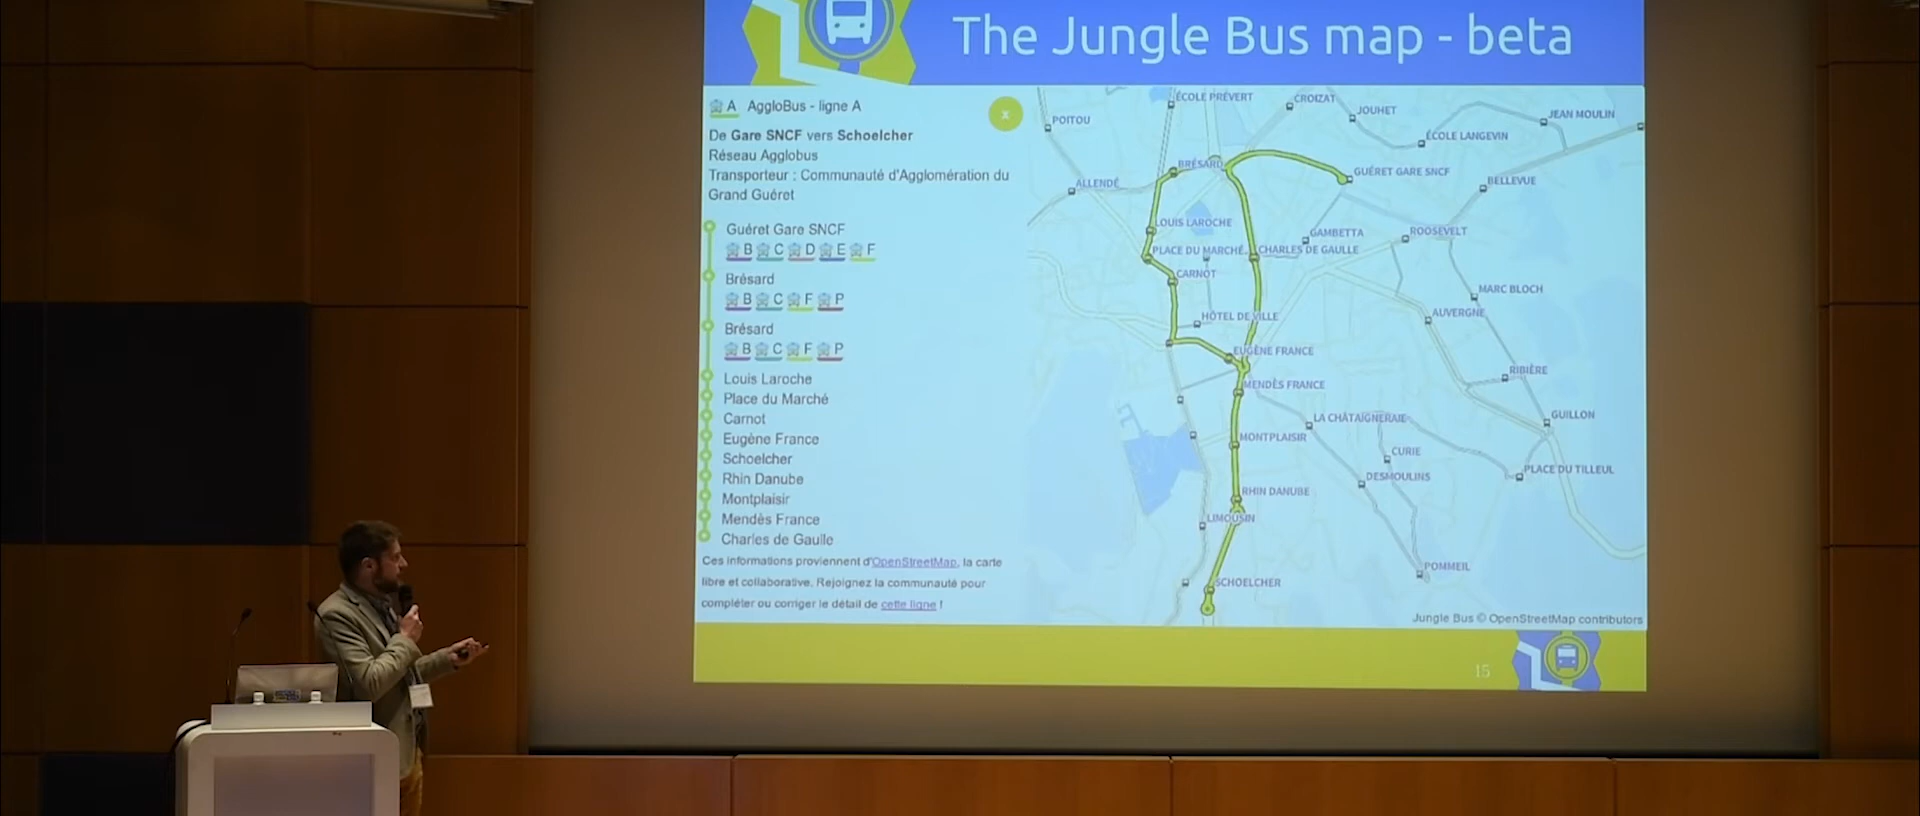 The Jungle Bus map - beta
A AggloBus - ligne A
x
De Gare SNCF vers Schoelcher
Réseau Agglobus
Transporteur : Communauté d'Agglomération du
Grand Guéret
Guéret Gare SNCF
B C D E F
Brésard
B C F P
Brésard
B C F P
Louis Laroche
Place du Marché
Carnot
Eugène France
Schoelcher
Rhin Danube
Montplaisir
Mendès France
Charles de Gaulle
Ces informations proviennent d'OpenStreetMap, la carte
libre et collaborative. Rejoignez la communauté pour
compléter ou corriger le détail de cette ligne !
ÉCOLE PRÉVERT
CROIZAT
JOUHET
JEAN MOULIN
POITOU
ÉCOLE LANGEVIN
BRÉSARD
GUÉRET GARE SNCF
ALLENDÉ
BELLEVUE
LOUIS LAROCHE
GAMBETTA
ROOSEVELT
PLACE DU MARCHÉ
CHARLES DE GAULLE
CARNOT
MARC BLOCH
HÔTEL DE VILLE
AUVERGNE
EUGÈNE FRANCE
RIBIÈRE
MENDÈS FRANCE
LA CHÂTAIGNERAIE
GUILLON
MONTPLAISIR
CURIE
PLACE DU TILLEUL
DESMOULINS
RHIN DANUBE
LIMOUSIN
POMMEIL
SCHOELCHER
Jungle Bus © OpenStreetMap contributors
15